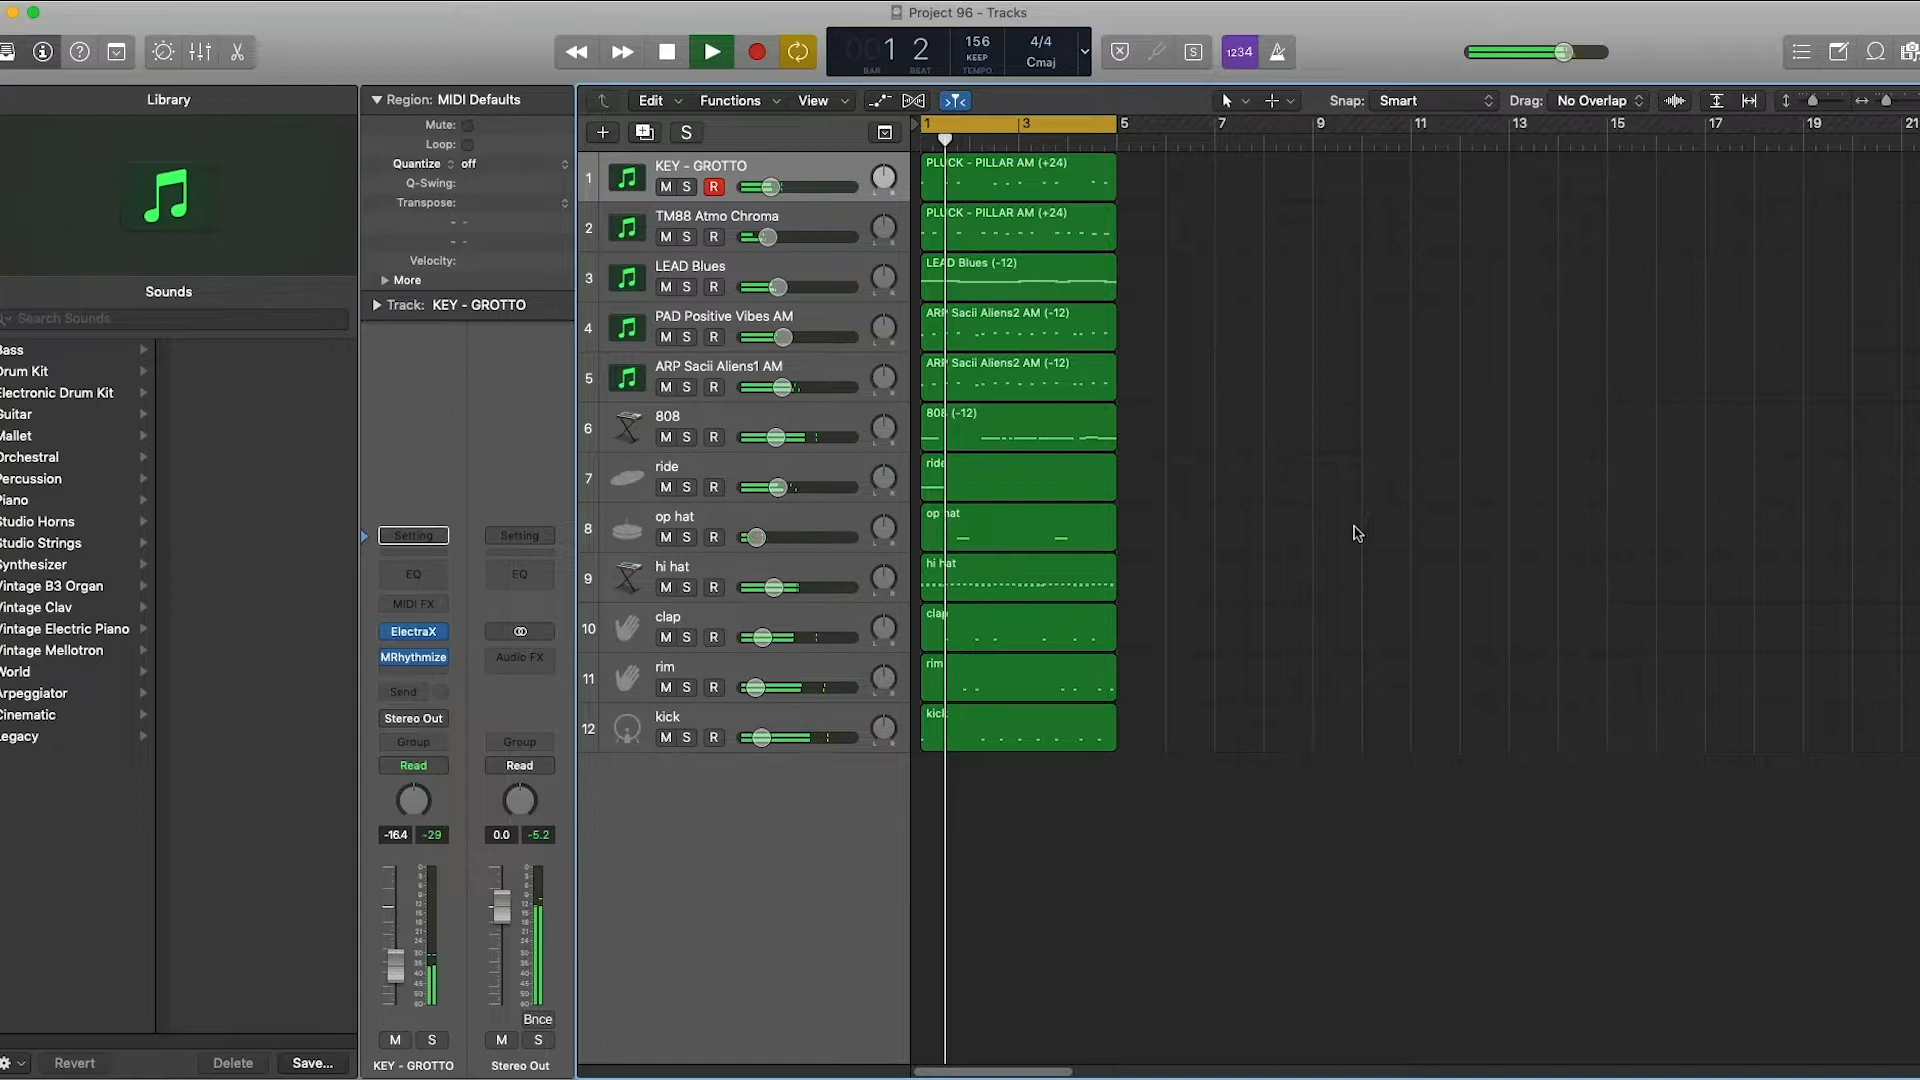 Project 96 - Tracks
1 2
BAR BEAT
156
KEEP
TEMPO
4/4
Cmaj
S
1234
Library
Sounds
Search Sounds
Bass
Drum Kit
Electronic Drum Kit
Guitar
Mallet
Orchestral
Percussion
Piano
Studio Horns
Studio Strings
Synthesizer
Vintage B3 Organ
Vintage Clav
Vintage Electric Piano
Vintage Mellotron
World
Arpeggiator
Cinematic
Legacy
Revert Delete Save...
Region: MIDI Defaults
Mute:
Loop:
Quantize off
Q-Swing:
Transpose:
Velocity:
More
Track: KEY - GROTTO
Setting Setting
EQ EQ
MIDI FX
ElectraX
MRhythmize Audio FX
Send
Stereo Out
Group Group
Read Read
-16.4 -29 0.0 -5.2
Bnce
M S M S
KEY - GROTTO Stereo Out
Edit Functions View
Snap: Smart Drag: No Overlap
S
1 3 5 7 9 11 13 15 17 19 21
1 KEY - GROTTO
M S R
PLUCK - PILLAR AM (+24)
2 TM88 Atmo Chroma
M S R
PLUCK - PILLAR AM (+24)
3 LEAD Blues
M S R
LEAD Blues (-12)
4 PAD Positive Vibes AM
M S R
ARP Sacii Aliens2 AM (-12)
5 ARP Sacii Aliens1 AM
M S R
ARP Sacii Aliens2 AM (-12)
6 808
M S R
808 (-12)
7 ride
M S R
ride
8 op hat
M S R
op hat
9 hi hat
M S R
hi hat
10 clap
M S R
clap
11 rim
M S R
rim
12 kick
M S R
kick